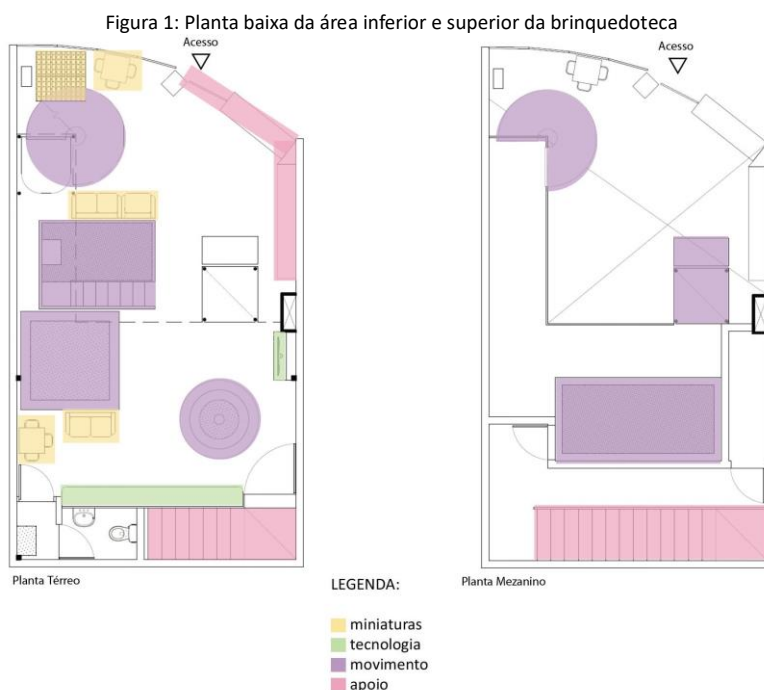 Figura 1: Planta baixa da área inferior e superior da brinquedoteca
Acesso
Acesso
Planta Térreo
Planta Mezanino
LEGENDA:
miniaturas
tecnologia
movimento
apoio